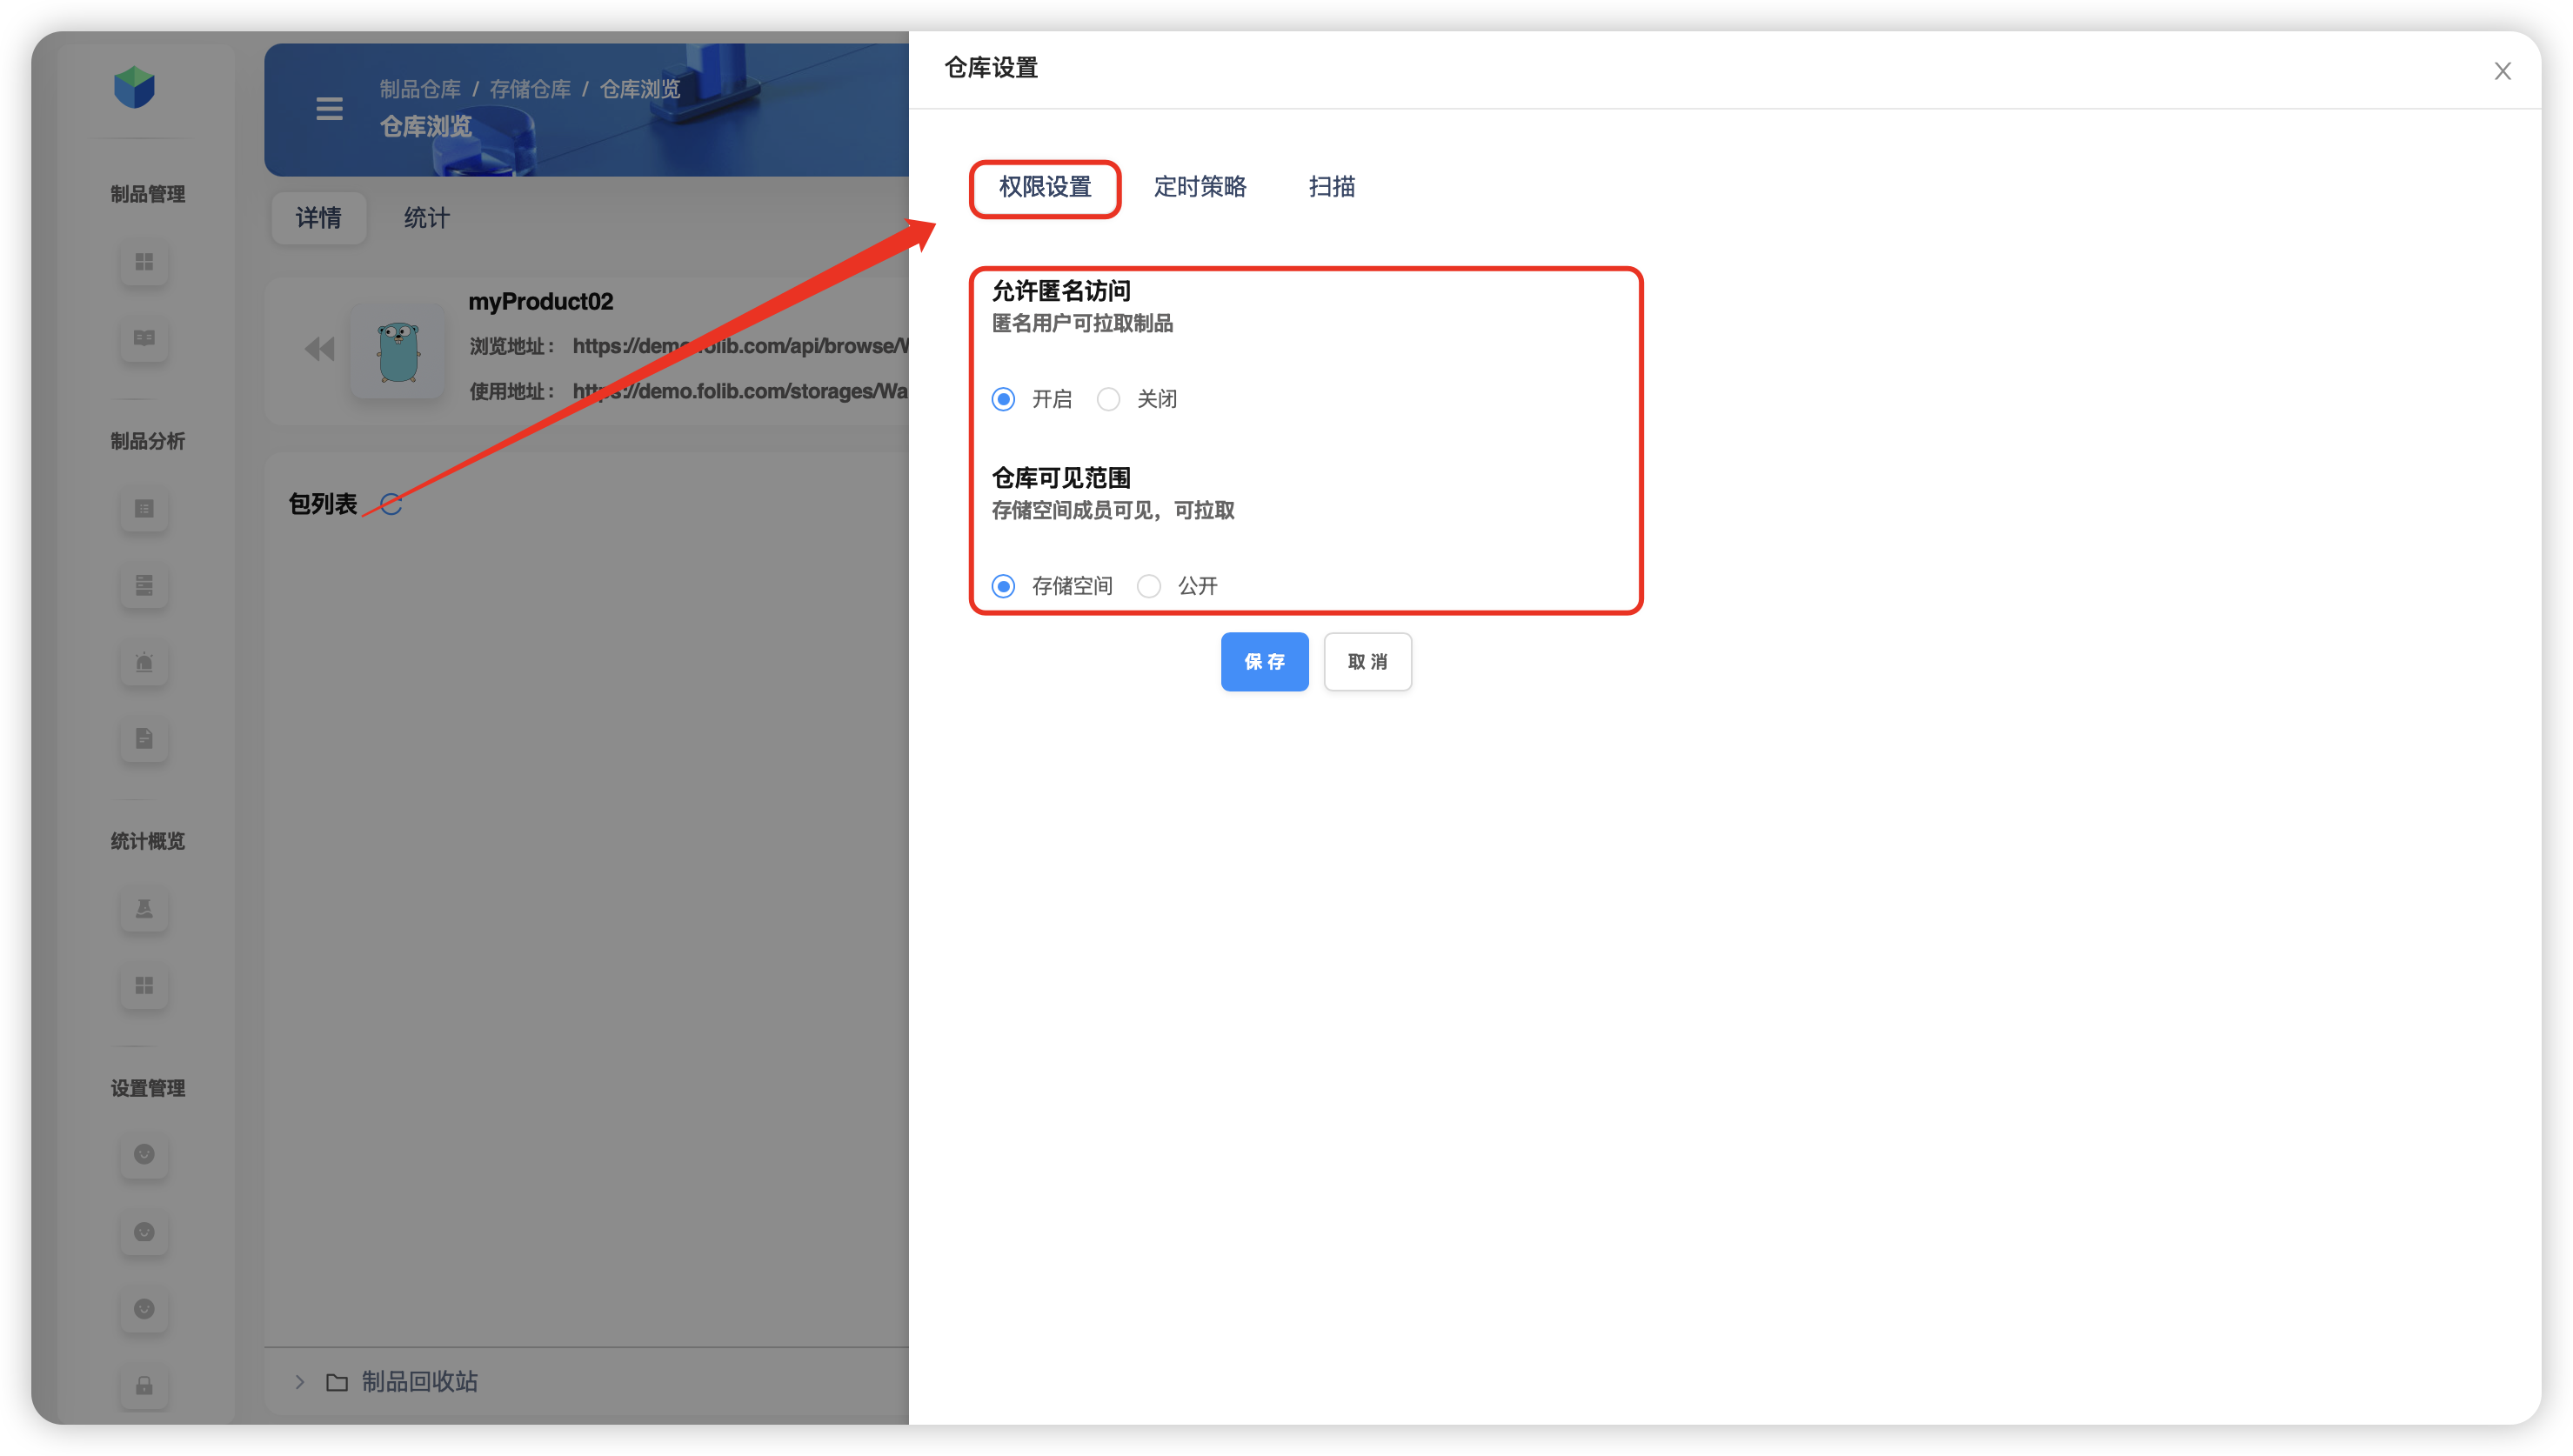 制品管理
制品分析
统计概览
设置管理
制品仓库 / 存储仓库 / 仓库浏览
仓库浏览
详情 统计
myProduct02
浏览地址： https://demo.folib.com/api/browse/
使用地址： https://demo.folib.com/storages/Wa
包列表
制品回收站
仓库设置
权限设置 定时策略 扫描
允许匿名访问
匿名用户可拉取制品
开启 关闭
仓库可见范围
存储空间成员可见，可拉取
存储空间 公开
保 存 取 消